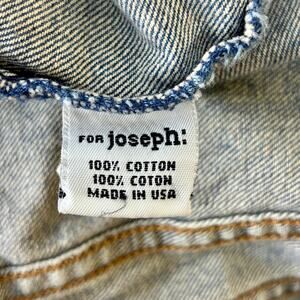 FOR joseph:
100% COTTON
100% COTON
MADE IN USA